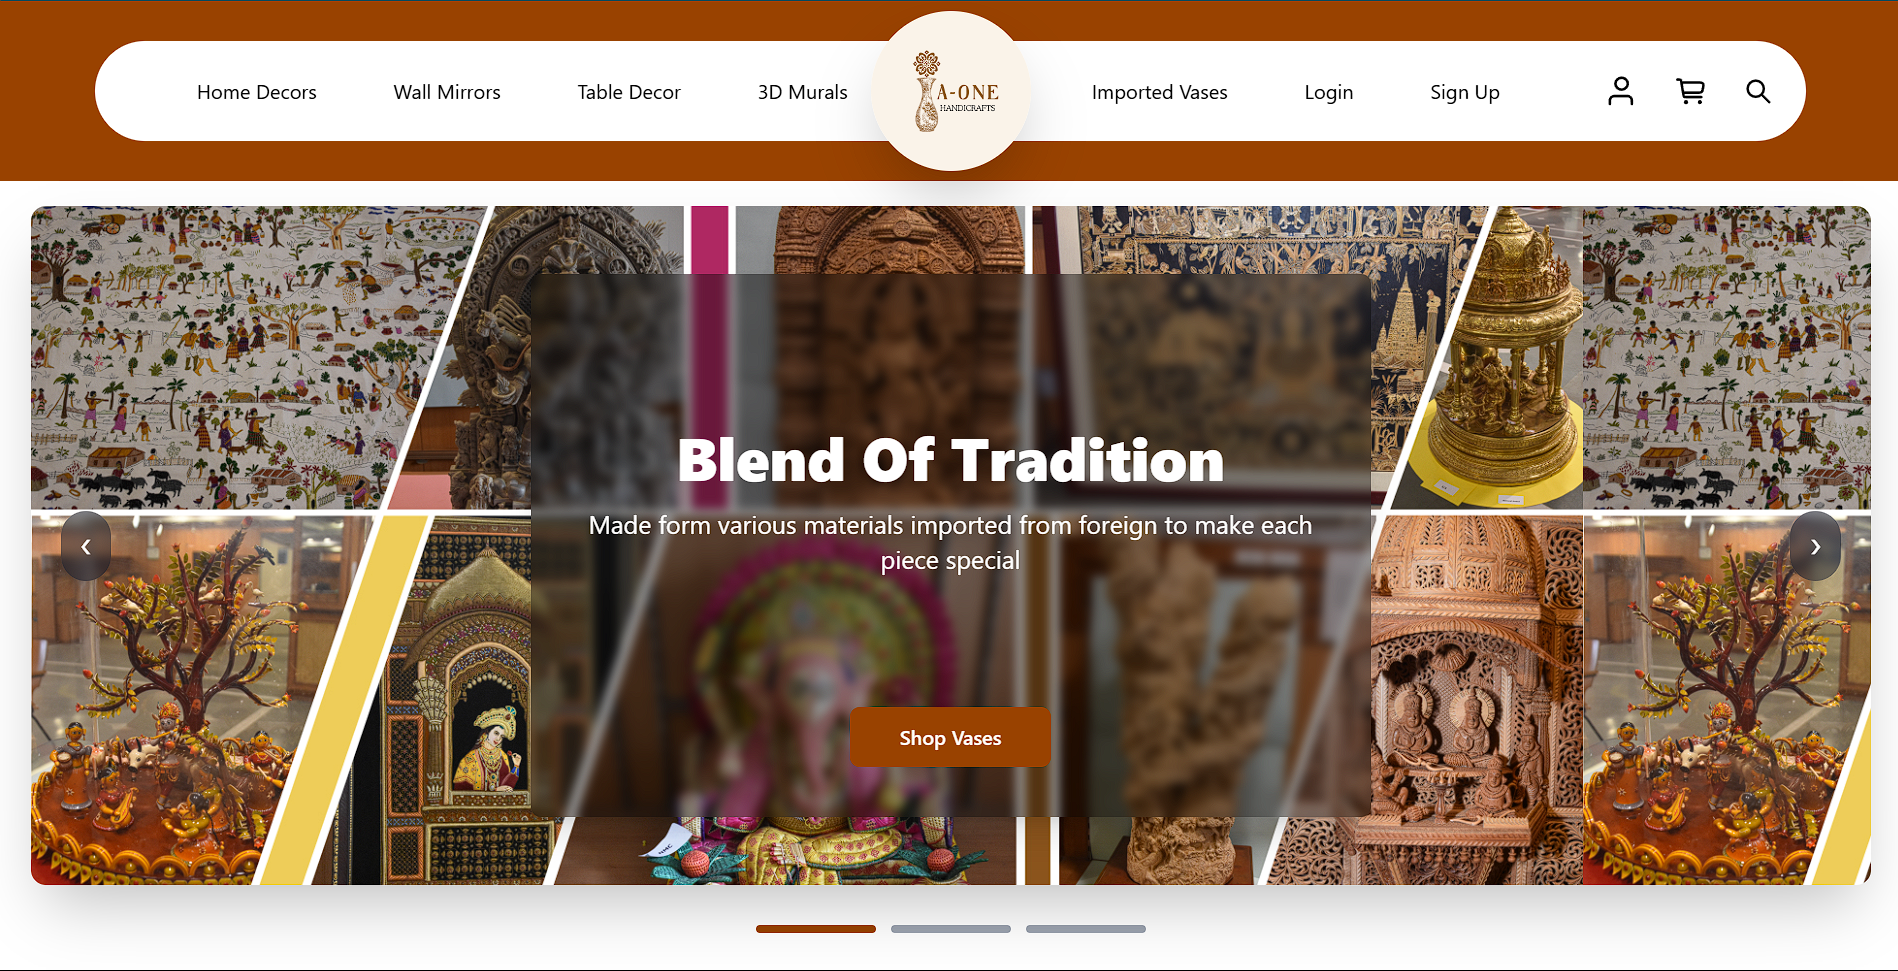 Home Decors
Wall Mirrors
Table Decor
3D Murals
A-ONE
HANDICRAFTS
Imported Vases
Login
Sign Up
Blend Of Tradition
Made form various materials imported from foreign to make each
piece special
Shop Vases